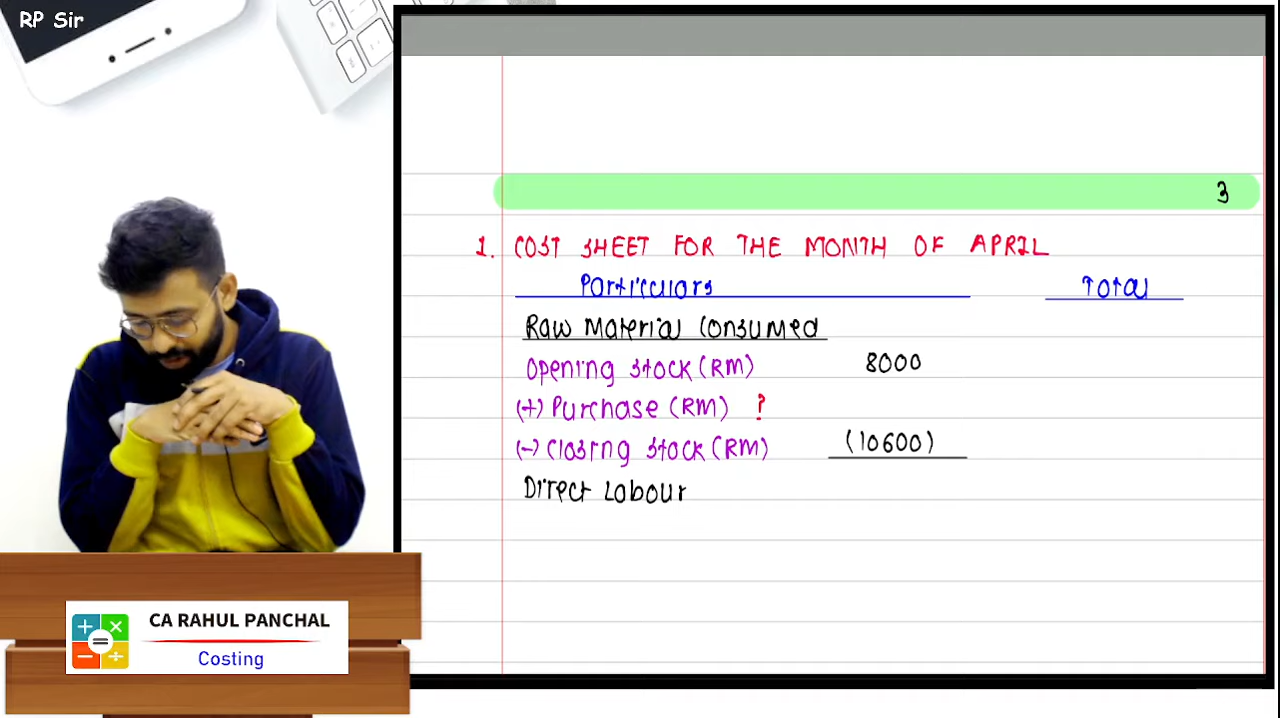 RP Sir
3
1. COST SHEET FOR THE MONTH OF APRIL
Particulars Total
Raw Material Consumed
Opening Stock (RM) 8000
(+) Purchase (RM) ?
(-) Closing Stock (RM) (10600)
Direct Labour
CA RAHUL PANCHAL
Costing